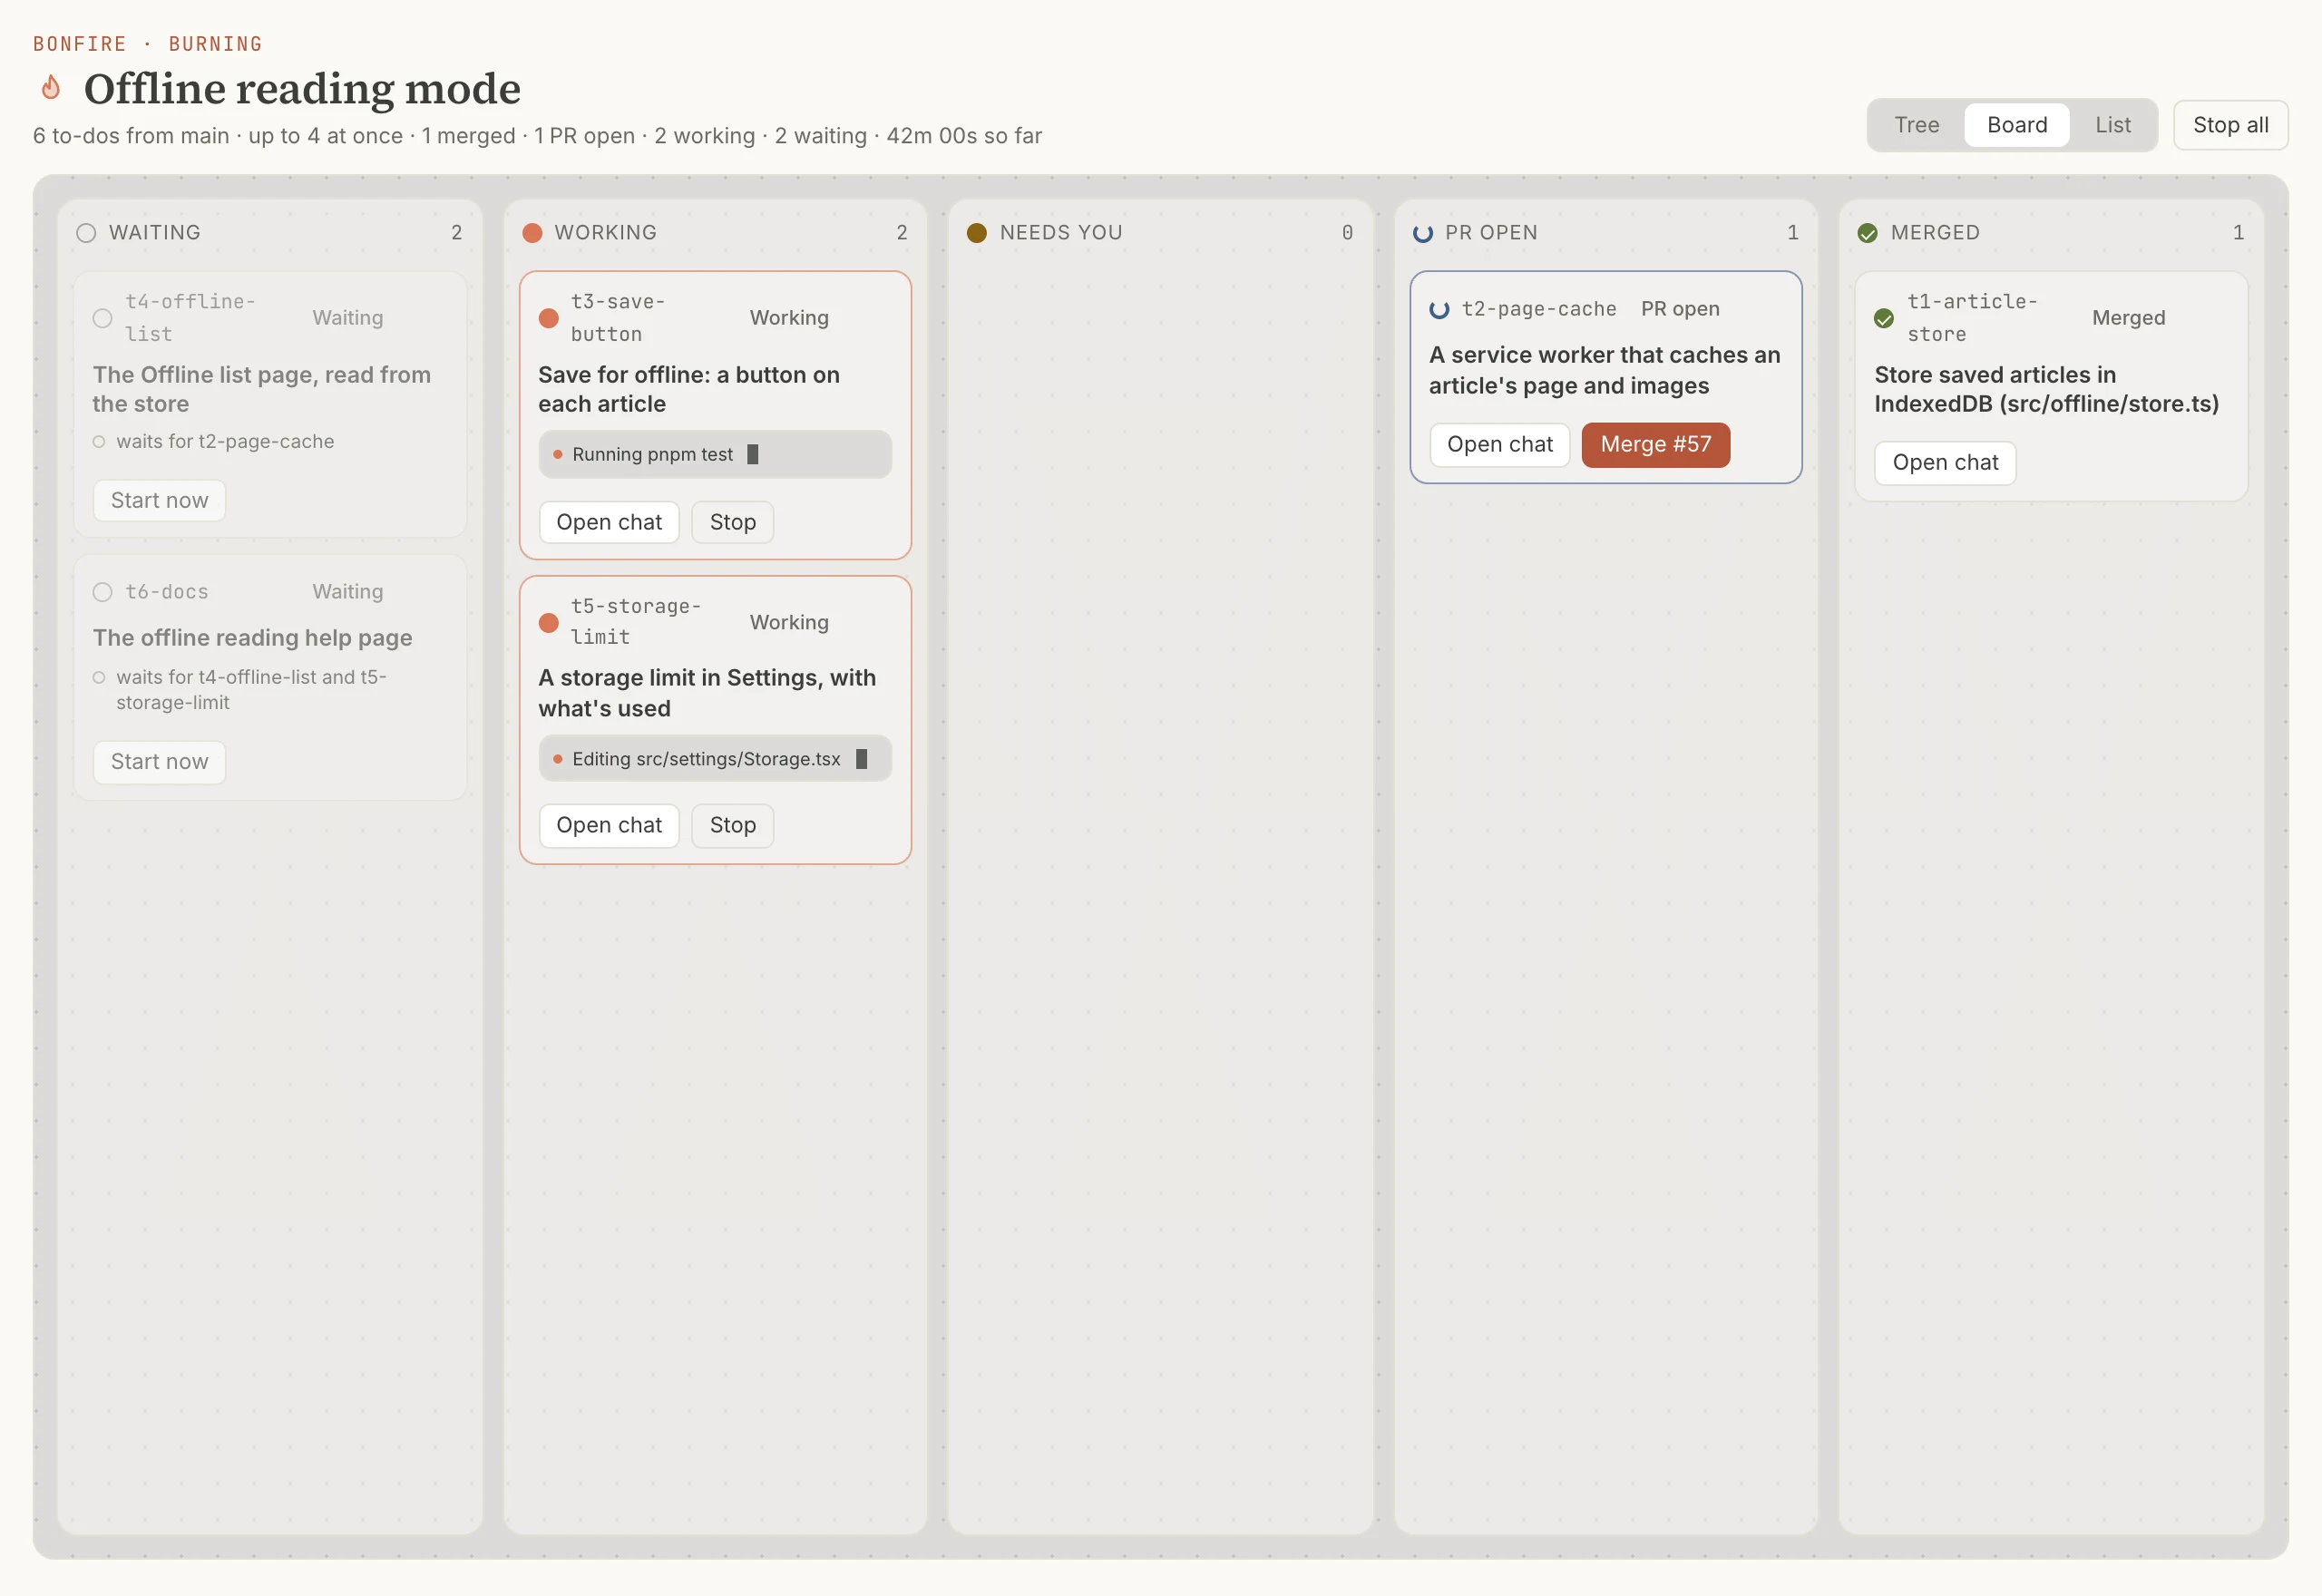 BONFIRE · BURNING
Offline reading mode
6 to-dos from main · up to 4 at once · 1 merged · 1 PR open · 2 working · 2 waiting · 42m 00s so far
Tree
Board
List
Stop all
WAITING 2
t4-offline-
list
Waiting
The Offline list page, read from
the store
waits for t2-page-cache
Start now
t6-docs
Waiting
The offline reading help page
waits for t4-offline-list and t5-
storage-limit
Start now
WORKING 2
t3-save-
button
Working
Save for offline: a button on
each article
Running pnpm test
Open chat
Stop
t5-storage-
limit
Working
A storage limit in Settings, with
what's used
Editing src/settings/Storage.tsx
Open chat
Stop
NEEDS YOU 0
PR OPEN 1
t2-page-cache
PR open
A service worker that caches an
article's page and images
Open chat
Merge #57
MERGED 1
t1-article-
store
Merged
Store saved articles in
IndexedDB (src/offline/store.ts)
Open chat